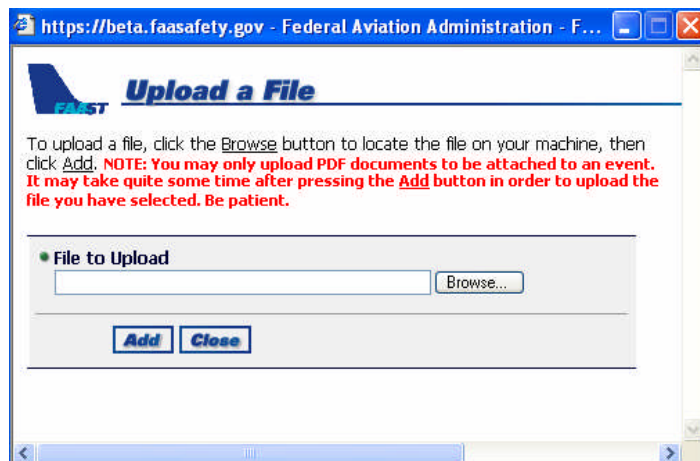 https://beta.faasafety.gov - Federal Aviation Administration - F...
FAAST
Upload a File
To upload a file, click the Browse button to locate the file on your machine, then
click Add. NOTE: You may only upload PDF documents to be attached to an event.
It may take quite some time after pressing the Add button in order to upload the
file you have selected. Be patient.
File to Upload
Browse...
Add Close